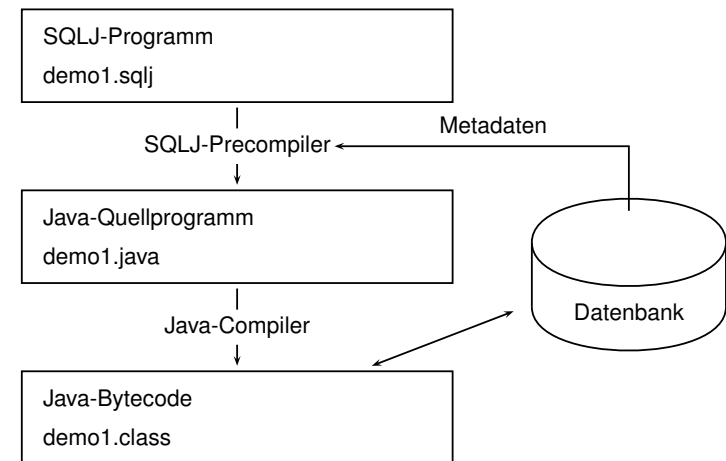 SQLJ-Programm
demo1.sqlj
Metadaten
SQLJ-Precompiler
Java-Quellprogramm
demo1.java
Datenbank
Java-Compiler
Java-Bytecode
demo1.class